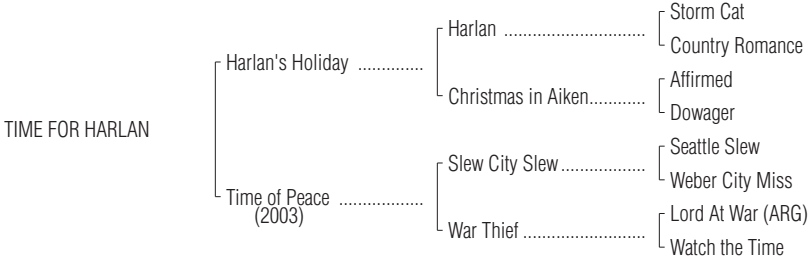 Storm Cat
Harlan ..............................
Country Romance
Harlan's Holiday ..............
Affirmed
Christmas in Aiken............
Dowager
TIME FOR HARLAN
Seattle Slew
Slew City Slew..................
Weber City Miss
Time of Peace ..................
(2003)
Lord At War (ARG)
War Thief ..........................
Watch the Time